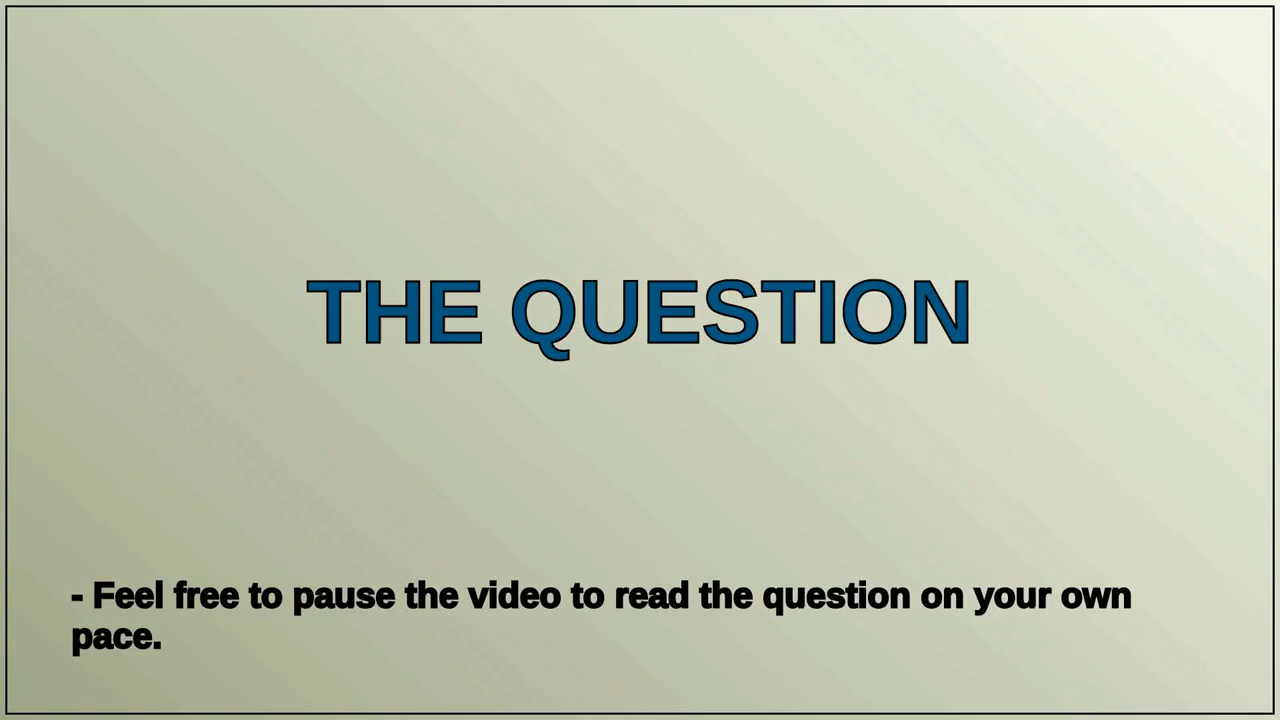 THE QUESTION
- Feel free to pause the video to read the question on your own
pace.